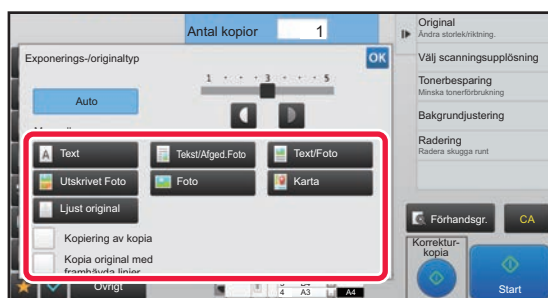 Antal kopior 1
Exponerings-/originaltyp
OK
1 3 5
Auto
Text
Tekst/Afged.Foto
Text/Foto
Utskrivet Foto
Foto
Karta
Ljust original
Kopiering av kopia
Kopia original med
framhävda linjer
Övrigt
4 A3
A4
Original
Ändra storlek/riktning.
Välj scanningsupplösning
Tonerbesparing
Minska tonerförbrukning
Bakgrundjustering
Radering
Radera skugga runt
Förhandsgr.
CA
Korrektur-
kopia
Start